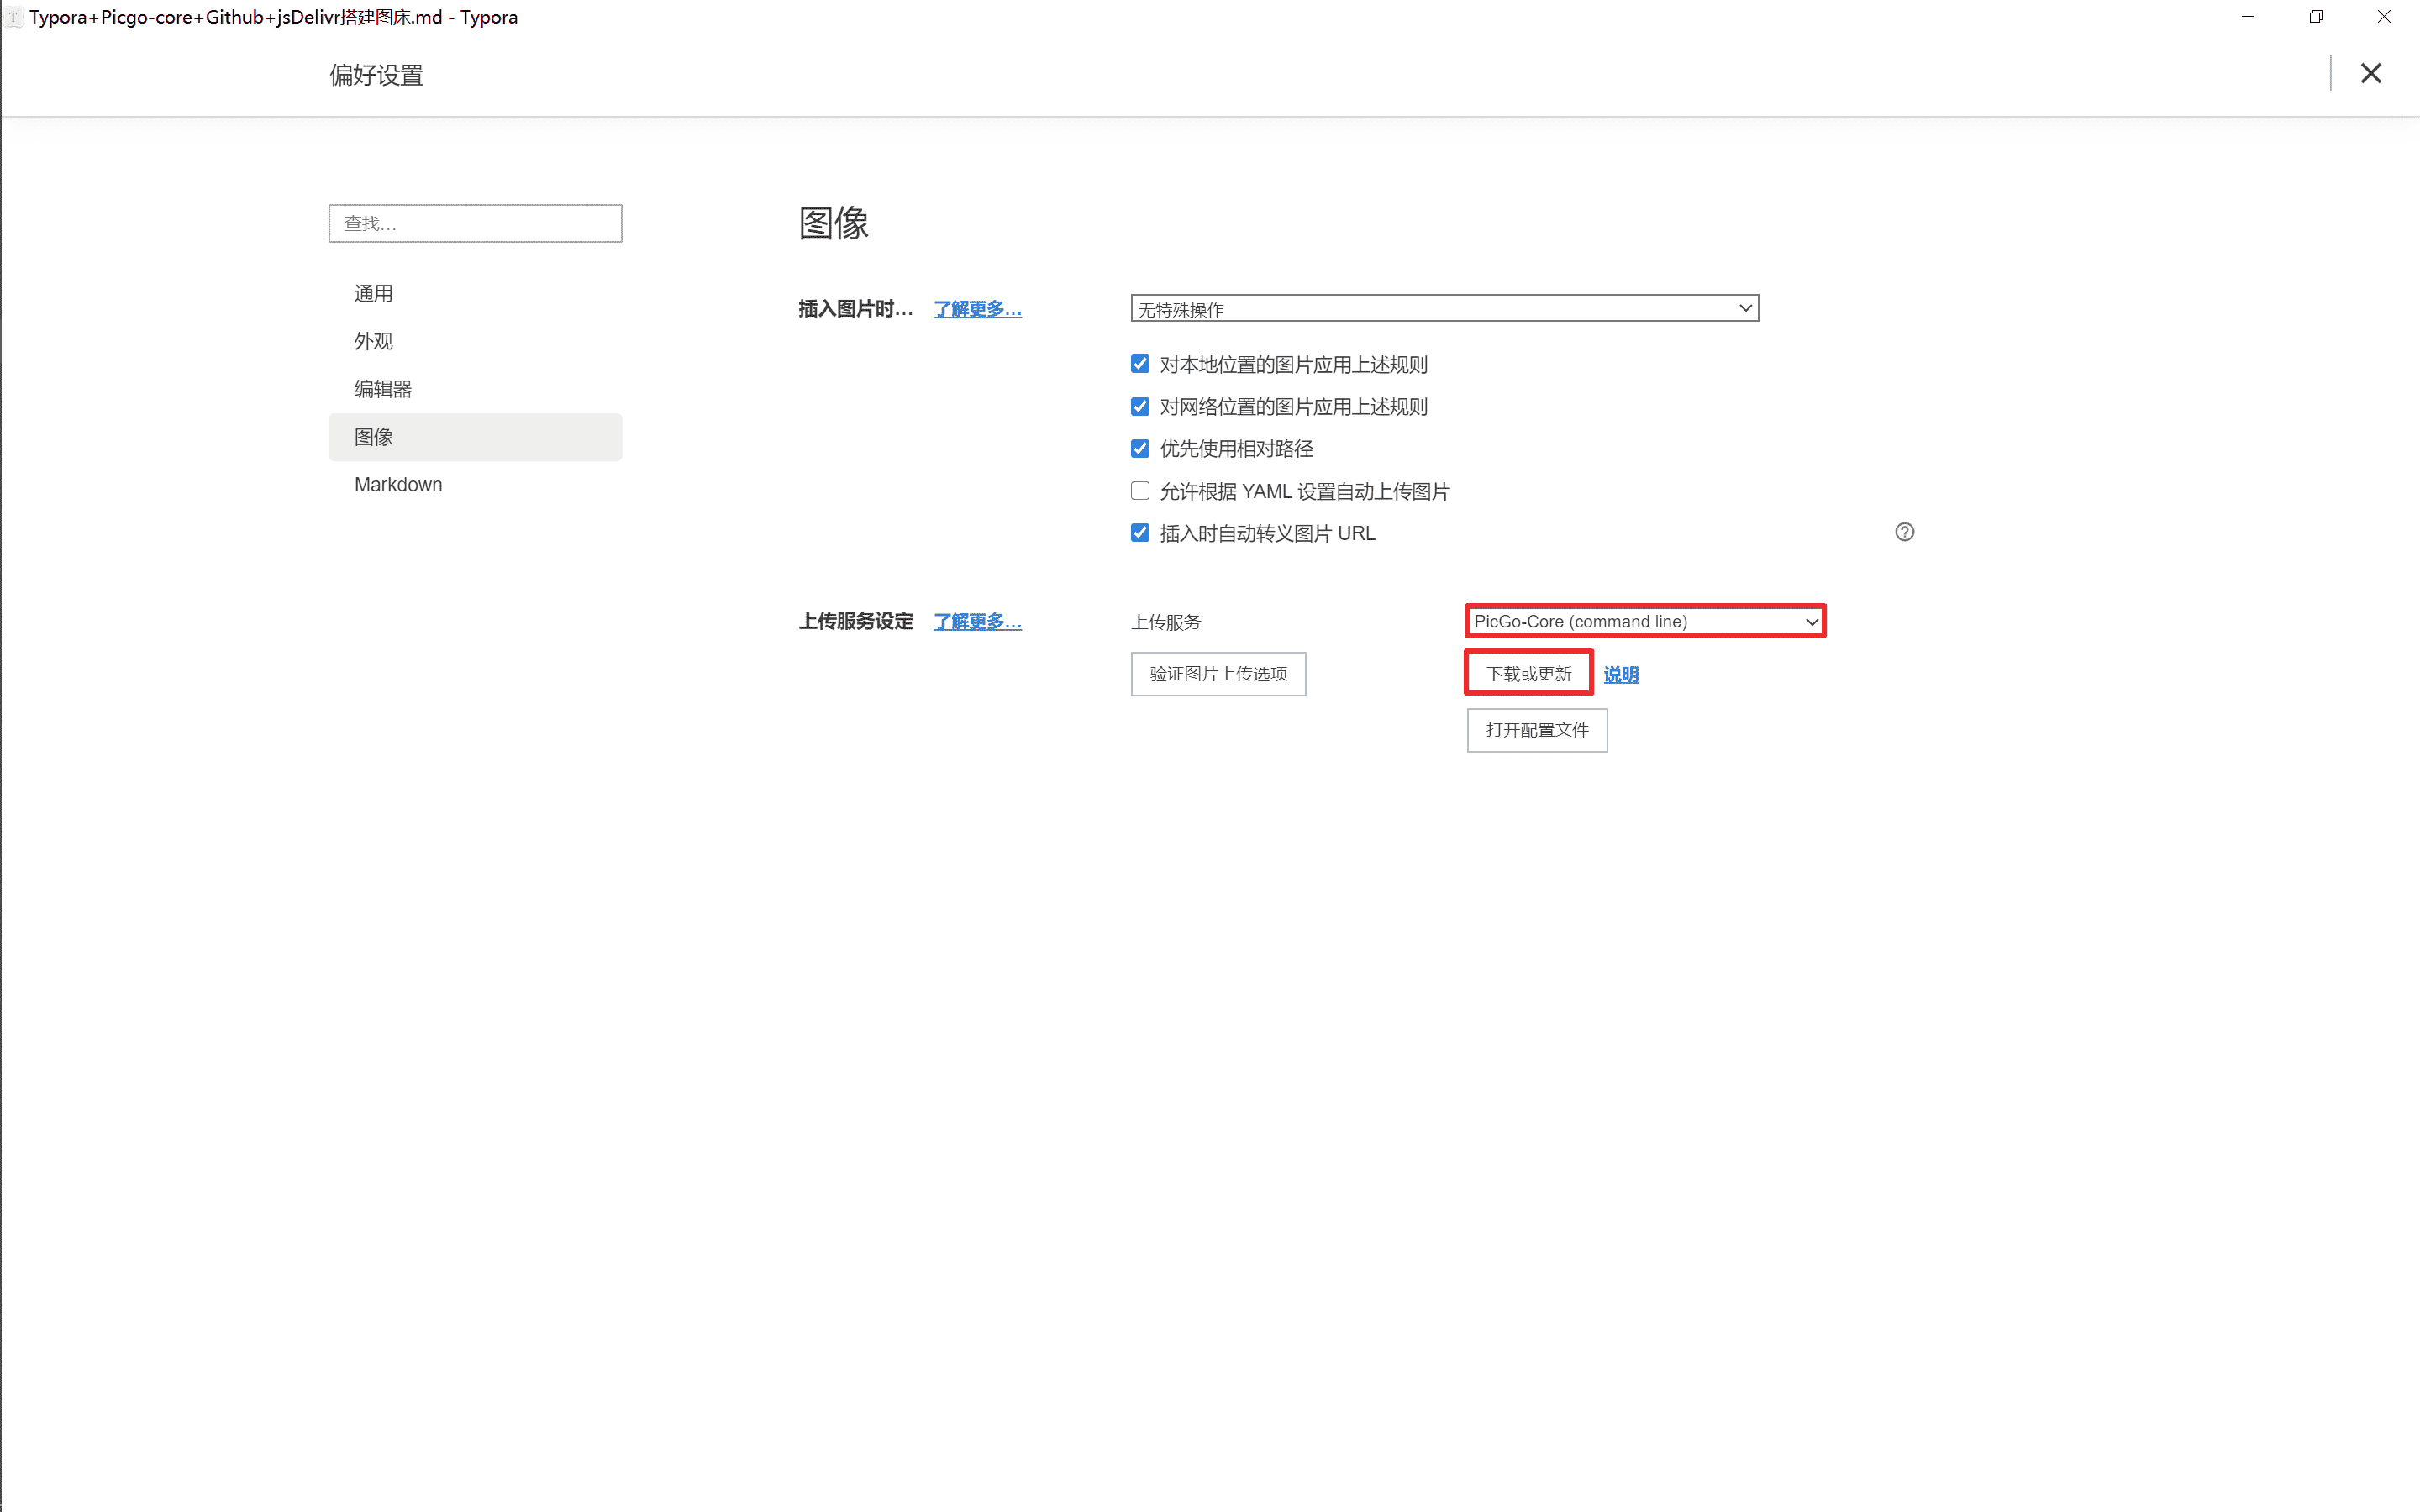 T Typora+Picgo-core+Github+jsDelivr搭建图床.md - Typora
偏好设置
查找...
通用
外观
编辑器
图像
Markdown
图像
插入图片时... 了解更多...
无特殊操作
对本地位置的图片应用上述规则
对网络位置的图片应用上述规则
优先使用相对路径
允许根据 YAML 设置自动上传图片
插入时自动转义图片 URL
上传服务设定 了解更多...
上传服务 PicGo-Core (command line)
验证图片上传选项 下载或更新 说明
打开配置文件